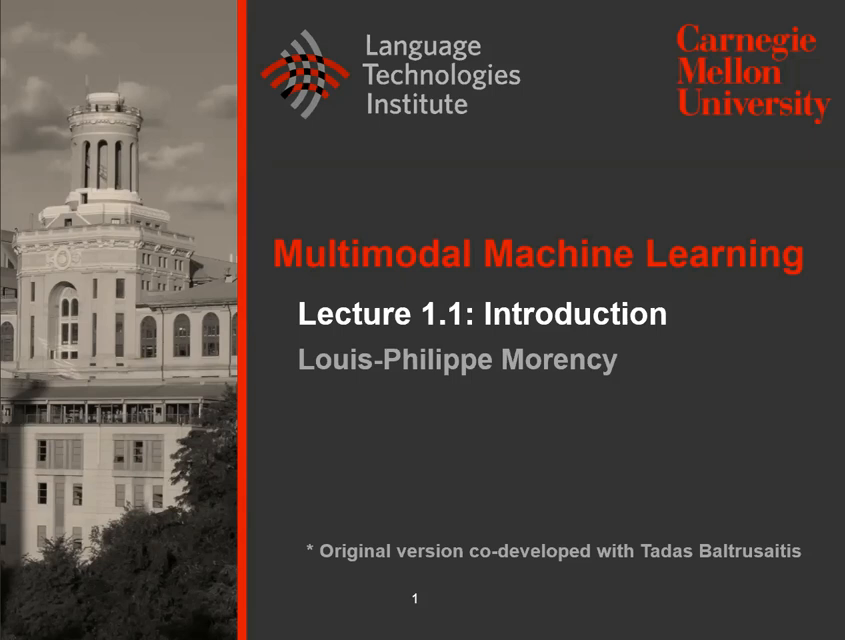 Language
Technologies
Institute
Carnegie
Mellon
University
Multimodal Machine Learning
Lecture 1.1: Introduction
Louis-Philippe Morency
* Original version co-developed with Tadas Baltrusaitis
1